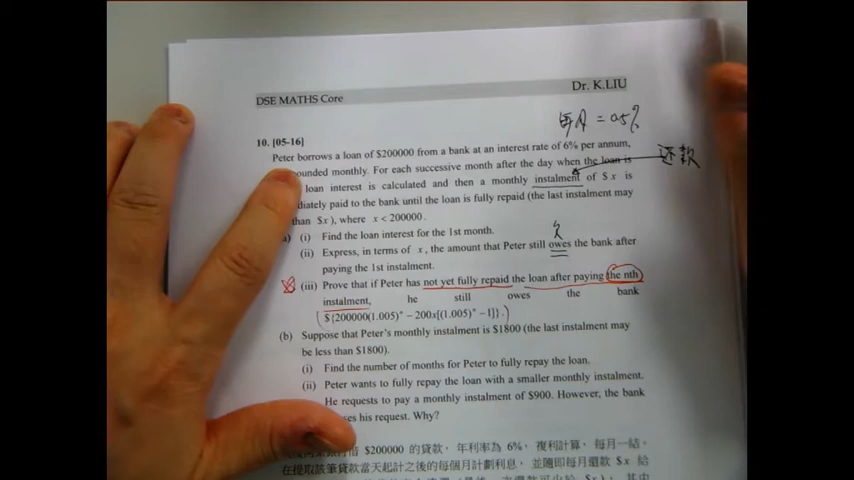 DSE MATHS Core
Dr. K.LIU
每月 = 0.5%
10. [05-16]
Peter borrows a loan of $200000 from a bank at an interest rate of 6% per annum,
ounded monthly. For each successive month after the day when the loan is
还款
loan interest is calculated and then a monthly instalment of $ x is
diately paid to the bank until the loan is fully repaid (the last instalment may
than $x ), where x < 200000 .
a) (i) Find the loan interest for the 1st month.
欠
(ii) Express, in terms of x , the amount that Peter still owes the bank after
paying the 1st instalment.
(iii) Prove that if Peter has not yet fully repaid the loan after paying the nth
instalment, he still owes the bank
${200000(1.005)ⁿ − 200x[(1.005)ⁿ − 1]} .
(b) Suppose that Peter's monthly instalment is $1800 (the last instalment may
be less than $1800).
(i) Find the number of months for Peter to fully repay the loan.
(ii) Peter wants to fully repay the loan with a smaller monthly instalment.
He requests to pay a monthly instalment of $900. However, the bank
ses his request. Why?
$200000 的貸款，年利率為 6%，複利計算，每月一結。
在提取該筆貸款當天起計之後的每個月計劃利息，並隨即每月還款 $ x 給